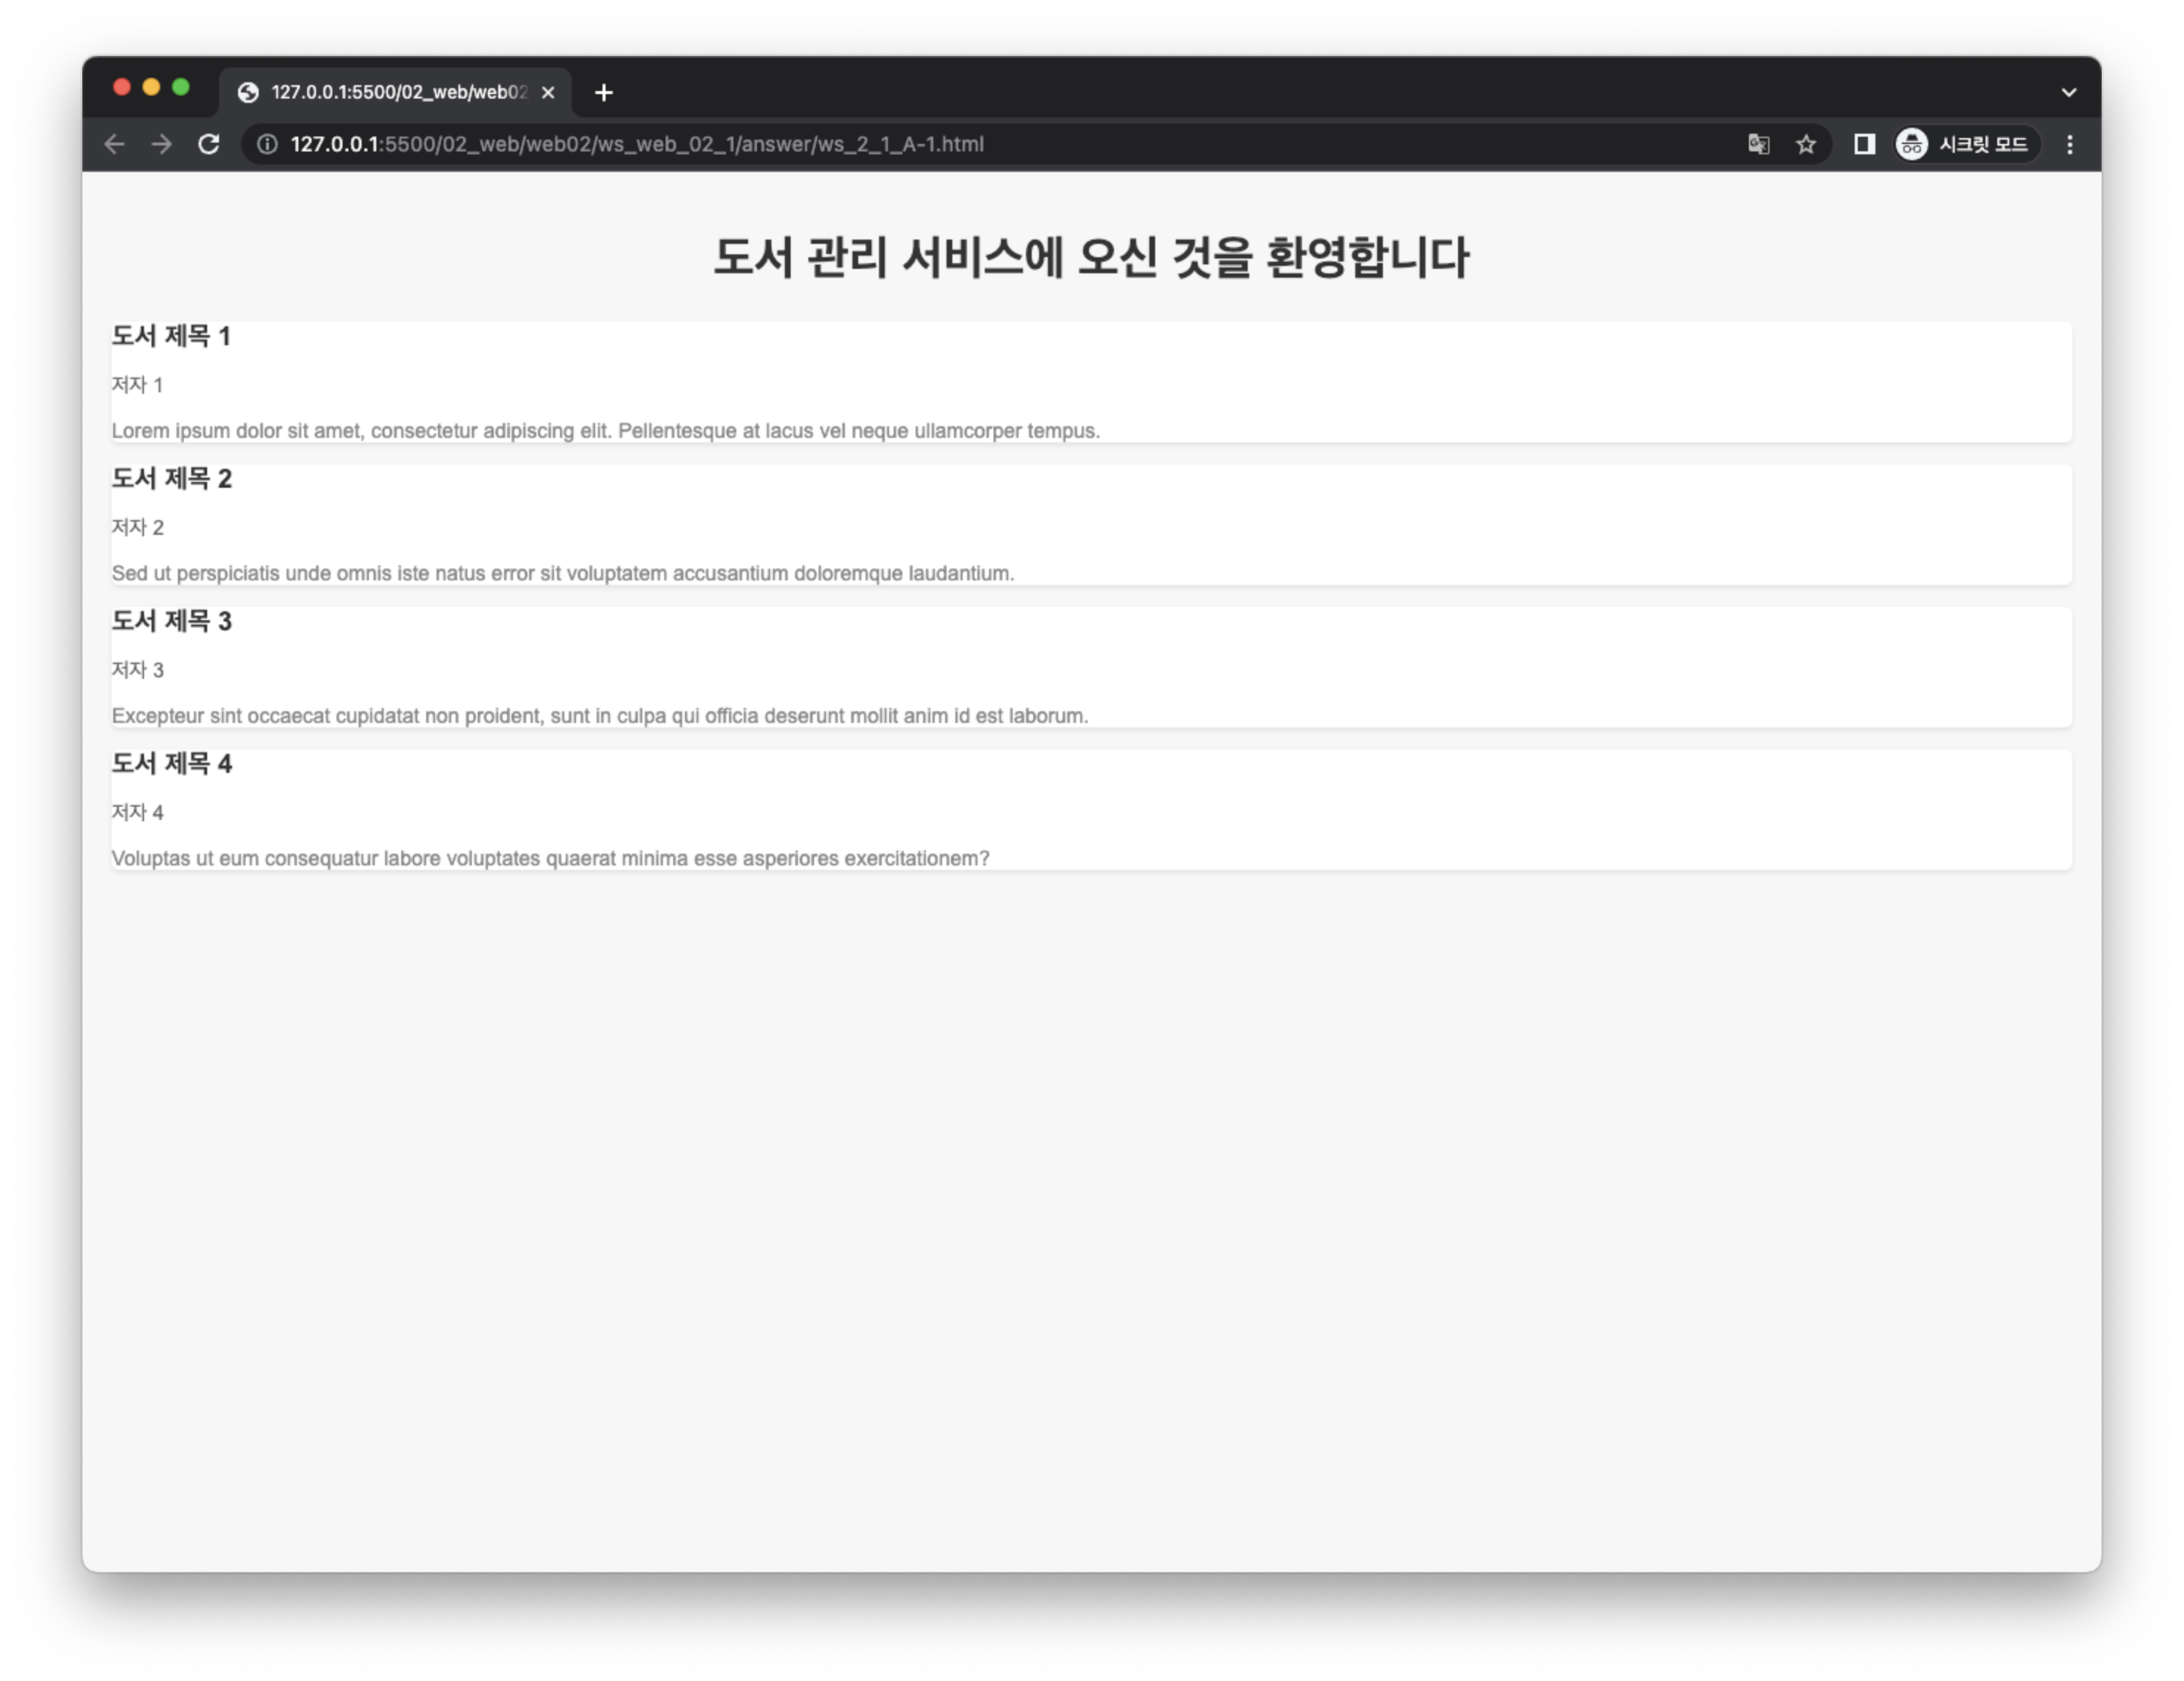 127.0.0.1:5500/02_web/web02
127.0.0.1:5500/02_web/web02/ws_web_02_1/answer/ws_2_1_A-1.html
시크릿 모드
도서 관리 서비스에 오신 것을 환영합니다
도서 제목 1
저자 1
Lorem ipsum dolor sit amet, consectetur adipiscing elit. Pellentesque at lacus vel neque ullamcorper tempus.
도서 제목 2
저자 2
Sed ut perspiciatis unde omnis iste natus error sit voluptatem accusantium doloremque laudantium.
도서 제목 3
저자 3
Excepteur sint occaecat cupidatat non proident, sunt in culpa qui officia deserunt mollit anim id est laborum.
도서 제목 4
저자 4
Voluptas ut eum consequatur labore voluptates quaerat minima esse asperiores exercitationem?